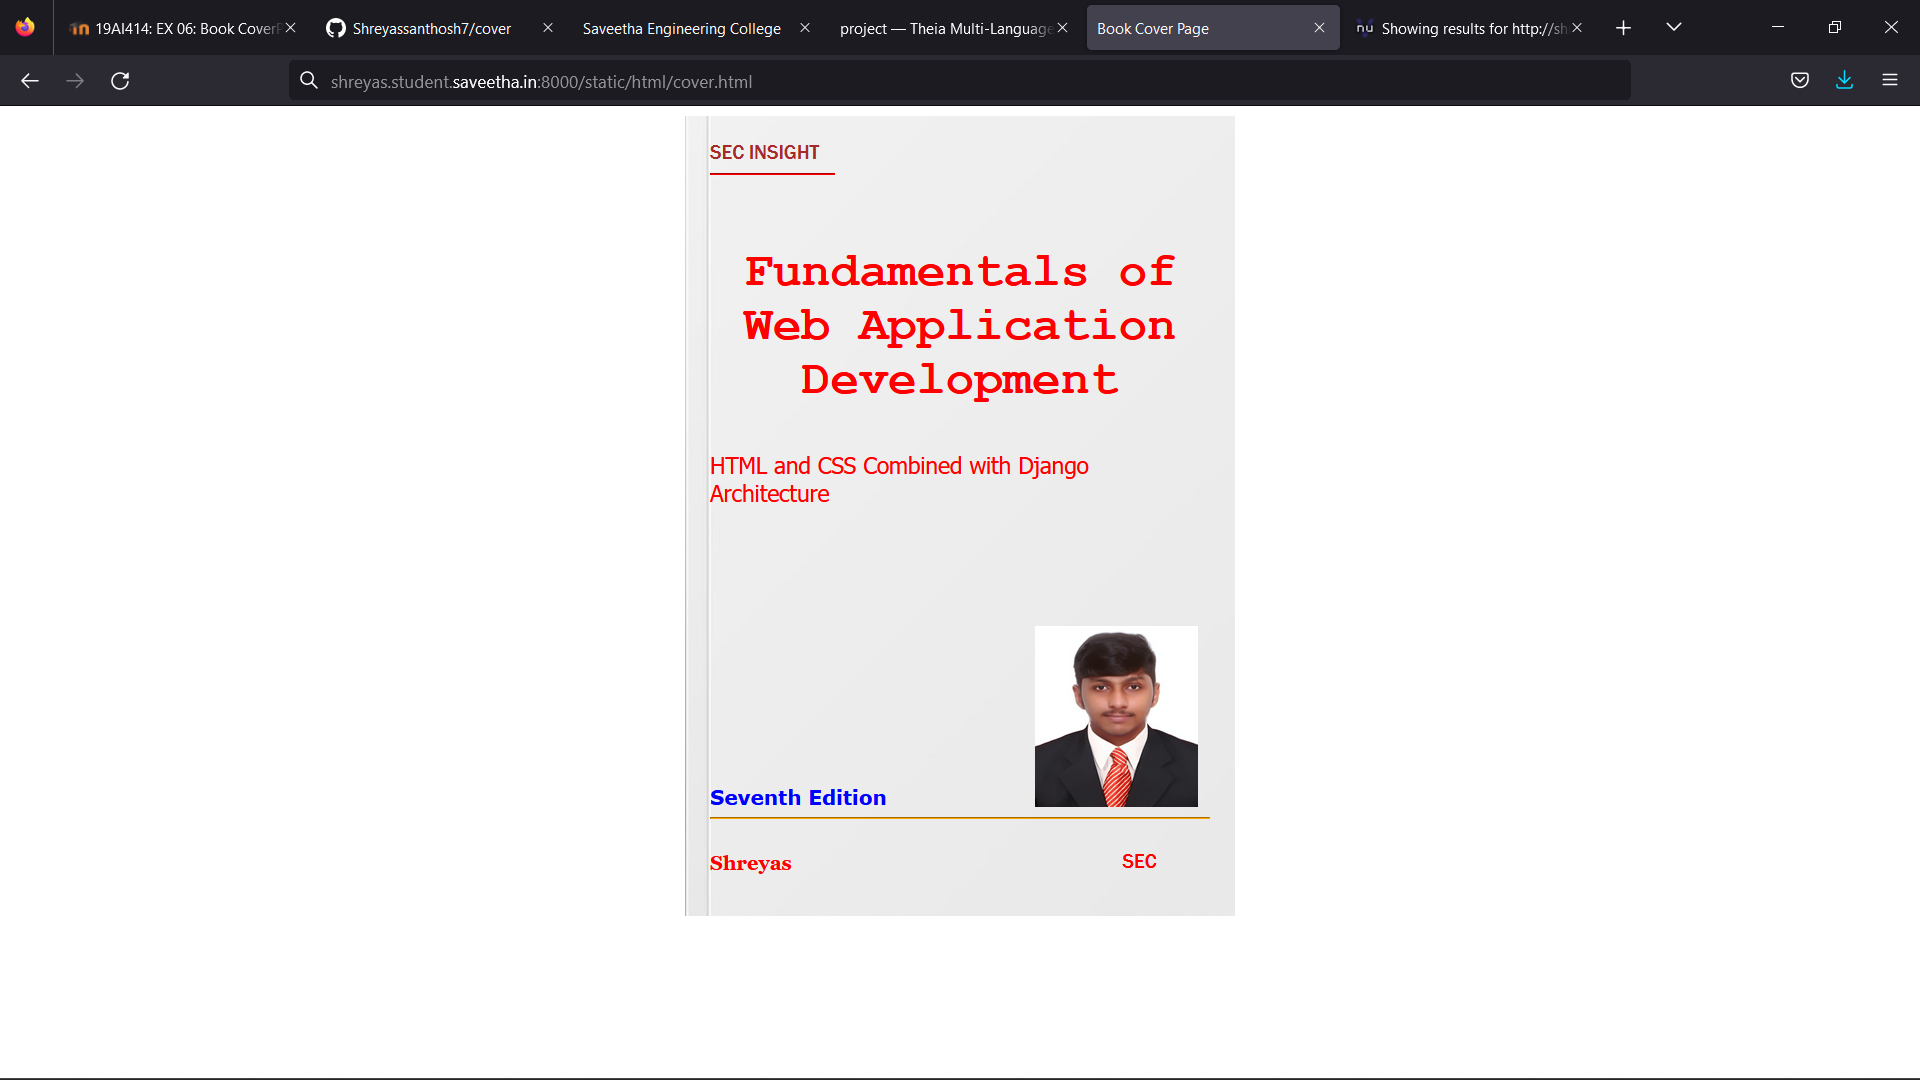 19AI414: EX 06: Book Cover
Shreyassanthosh7/cover
Saveetha Engineering College
project — Theia Multi-Language
Book Cover Page
Showing results for http://sh
shreyas.student.saveetha.in:8000/static/html/cover.html
SEC INSIGHT
Fundamentals of
Web Application
Development
HTML and CSS Combined with Django
Architecture
Seventh Edition
Shreyas
SEC